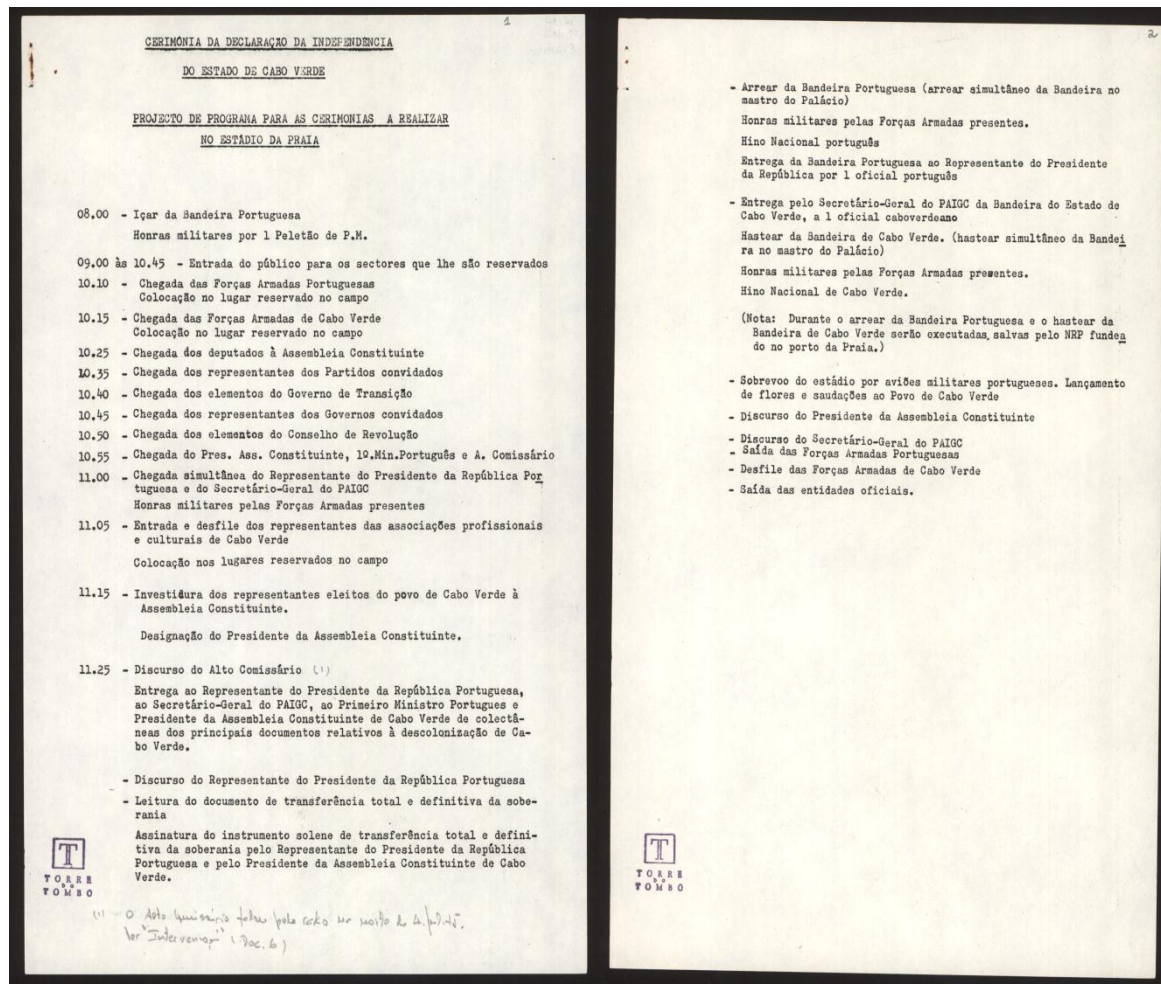 1
CERIMÓNIA DA DECLARAÇÃO DA INDEPENDÊNCIA
DO ESTADO DE CABO VERDE
PROJECTO DE PROGRAMA PARA AS CERIMONIAS A REALIZAR
NO ESTÁDIO DA PRAIA
08.00 - Içar da Bandeira Portuguesa
Honras militares por 1 Peletão de P.M.
09.00 às 10.45 - Entrada do público para os sectores que lhe são reservados
10.10 - Chegada das Forças Armadas Portuguesas
Colocação no lugar reservado no campo
10.15 - Chegada das Forças Armadas de Cabo Verde
Colocação no lugar reservado no campo
10.25 - Chegada dos deputados à Assembleia Constituinte
10.35 - Chegada dos representantes dos Partidos convidados
10.40 - Chegada dos elementos do Governo de Transição
10.45 - Chegada dos representantes dos Governos convidados
10.50 - Chegada dos elementos do Conselho de Revolução
10.55 - Chegada do Pres. Ass. Constituinte, 1º.Min.Português e A. Comissário
11.00 - Chegada simultânea do Representante do Presidente da República Por
tuguesa e do Secretário-Geral do PAIGC
Honras militares pelas Forças Armadas presentes
11.05 - Entrada e desfile dos representantes das associações profissionais
e culturais de Cabo Verde
Colocação nos lugares reservados no campo
11.15 - Investidura dos representantes eleitos do povo de Cabo Verde à
Assembleia Constituinte.
Designação do Presidente da Assembleia Constituinte.
11.25 - Discurso do Alto Comissário (1)
Entrega ao Representante do Presidente da República Portuguesa,
ao Secretário-Geral do PAIGC, ao Primeiro Ministro Portugues e
Presidente da Assembleia Constituinte de Cabo Verde de colectâ-
neas dos principais documentos relativos à descolonização de Ca-
bo Verde.
- Discurso do Representante do Presidente da República Portuguesa
- Leitura do documento de transferência total e definitiva da sobe-
rania
Assinatura do instrumento solene de transferência total e defini-
tiva da soberania pelo Representante do Presidente da República
Portuguesa e pelo Presidente da Assembleia Constituinte de Cabo
Verde.
T
TORRE
DO
TOMBO
(1) - O Alto Comissário falou pela rádio na noite de
Ver "Intervenção" (Doc. 6)
2
- Arrear da Bandeira Portuguesa (arrear simultâneo da Bandeira no
mastro do Palácio)
Honras militares pelas Forças Armadas presentes.
Hino Nacional português
Entrega da Bandeira Portuguesa ao Representante do Presidente
da República por 1 oficial português
- Entrega pelo Secretário-Geral do PAIGC da Bandeira do Estado de
Cabo Verde, a 1 oficial caboverdeano
Hastear da Bandeira de Cabo Verde. (hastear simultâneo da Bandei
ra no mastro do Palácio)
Honras militares pelas Forças Armadas presentes.
Hino Nacional de Cabo Verde.
(Nota: Durante o arrear da Bandeira Portuguesa e o hastear da
Bandeira de Cabo Verde serão executadas salvas pelo NRP fundea
do no porto da Praia.)
- Sobrevoo do estádio por aviões militares portugueses. Lançamento
de flores e saudações ao Povo de Cabo Verde
- Discurso do Presidente da Assembleia Constituinte
- Discurso do Secretário-Geral do PAIGC
- Saída das Forças Armadas Portuguesas
- Desfile das Forças Armadas de Cabo Verde
- Saída das entidades oficiais.
T
TORRE
DO
TOMBO